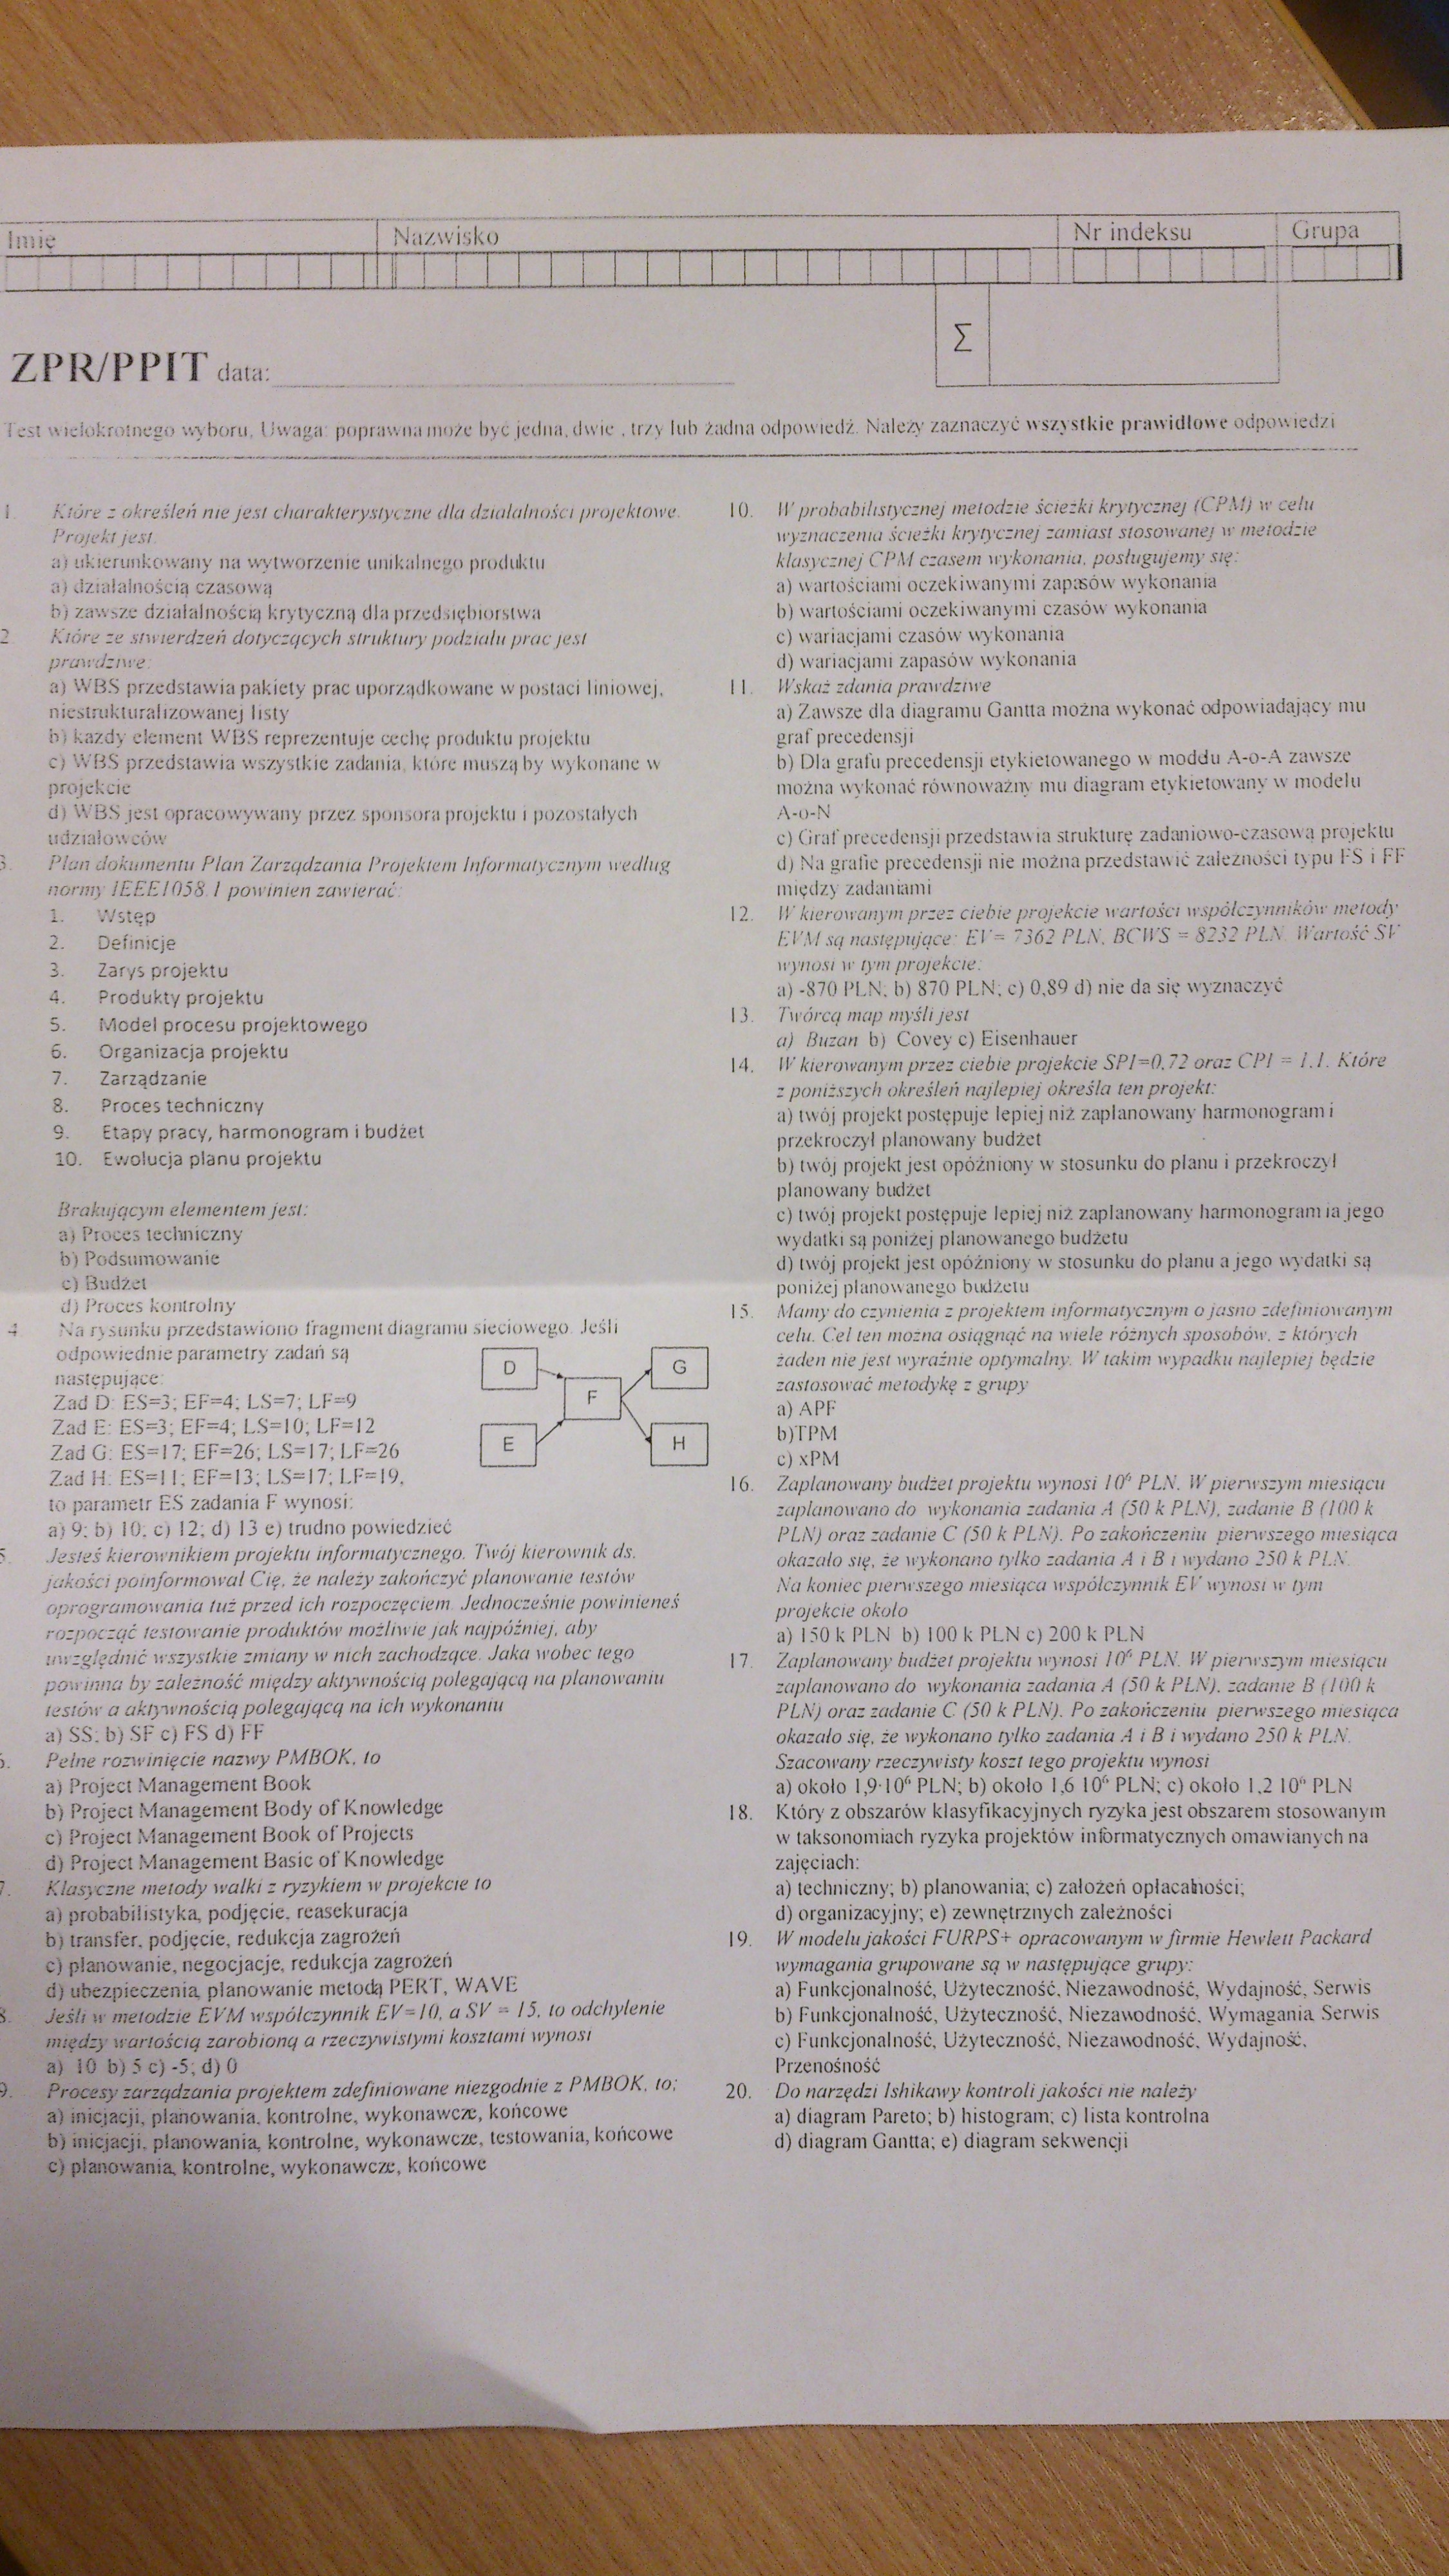 Imię Nazwisko Nr indeksu Grupa
Σ
ZPR/PPIT data:
Test wielokrotnego wyboru, Uwaga: poprawna może być jedna, dwie , trzy lub żadna odpowiedź. Należy zaznaczyć wszystkie prawidłowe odpowiedzi
1. Które z określeń nie jest charakterystyczne dla działalności projektowe.
Projekt jest
a) ukierunkowany na wytworzenie unikalnego produktu
a) działalnością czasową
b) zawsze działalnością krytyczną dla przedsiębiorstwa
2 Które ze stwierdzeń dotyczących struktury podziału prac jest
prawdziwe:
a) WBS przedstawia pakiety prac uporządkowane w postaci liniowej,
niestrukturalizowanej listy
b) każdy element WBS reprezentuje cechę produktu projektu
c) WBS przedstawia wszystkie zadania, które muszą by wykonane w
projekcie
d) WBS jest opracowywany przez sponsora projektu i pozostałych
udziałowców
3. Plan dokumentu Plan Zarządzania Projektem Informatycznym według
normy IEEE1058.1 powinien zawierać:
1. Wstęp
2. Definicje
3. Zarys projektu
4. Produkty projektu
5. Model procesu projektowego
6. Organizacja projektu
7. Zarządzanie
8. Proces techniczny
9. Etapy pracy, harmonogram i budżet
10. Ewolucja planu projektu
Brakującym elementem jest:
a) Proces techniczny
b) Podsumowanie
c) Budżet
d) Proces kontrolny
4 Na rysunku przedstawiono fragment diagramu sieciowego. Jeśli
odpowiednie parametry zadań są
następujące:
Zad D: ES=3; EF=4; LS=7; LF=9
Zad E: ES=3; EF=4; LS=10; LF=12
Zad G: ES=17; EF=26; LS=17; LF=26
Zad H: ES=11; EF=13; LS=17; LF=19,
D G
F
E H
to parametr ES zadania F wynosi:
a) 9; b) 10; c) 12; d) 13 e) trudno powiedzieć
5. Jesteś kierownikiem projektu informatycznego. Twój kierownik ds.
jakości poinformował Cię, że należy zakończyć planowanie testów
oprogramowania tuż przed ich rozpoczęciem. Jednocześnie powinieneś
rozpocząć testowanie produktów możliwie jak najpóźniej, aby
uwzględnić wszystkie zmiany w nich zachodzące. Jaka wobec tego
powinna by zależność między aktywnością polegającą na planowaniu
testów a aktywnością polegającą na ich wykonaniu
a) SS; b) SF c) FS d) FF
6. Pełne rozwinięcie nazwy PMBOK, to
a) Project Management Book
b) Project Management Body of Knowledge
c) Project Management Book of Projects
d) Project Management Basic of Knowledge
7. Klasyczne metody walki z ryzykiem w projekcie to
a) probabilistyka, podjęcie, reasekuracja
b) transfer, podjęcie, redukcja zagrożeń
c) planowanie, negocjacje, redukcja zagrożeń
d) ubezpieczenia, planowanie metodą PERT, WAVE
8. Jeśli w metodzie EVM współczynnik EV=10, a SV = 15, to odchylenie
między wartością zarobioną a rzeczywistymi kosztami wynosi
a) 10 b) 5 c) -5; d) 0
9. Procesy zarządzania projektem zdefiniowane niezgodnie z PMBOK, to;
a) inicjacji, planowania, kontrolne, wykonawcze, końcowe
b) inicjacji, planowania, kontrolne, wykonawcze, testowania, końcowe
c) planowania, kontrolne, wykonawcze, końcowe
10. W probabilistycznej metodzie ścieżki krytycznej (CPM) w celu
wyznaczenia ścieżki krytycznej zamiast stosowanej w metodzie
klasycznej CPM czasem wykonania, posługujemy się:
a) wartościami oczekiwanymi zapasów wykonania
b) wartościami oczekiwanymi czasów wykonania
c) wariacjami czasów wykonania
d) wariacjami zapasów wykonania
11. Wskaż zdania prawdziwe
a) Zawsze dla diagramu Gantta można wykonać odpowiadający mu
graf precedensji
b) Dla grafu precedensji etykietowanego w modelu A-o-A zawsze
można wykonać równoważny mu diagram etykietowany w modelu
A-o-N
c) Graf precedensji przedstawia strukturę zadaniowo-czasową projektu
d) Na grafie precedensji nie można przedstawić zależności typu FS i FF
między zadaniami
12. W kierowanym przez ciebie projekcie wartości współczynników metody
EVM są następujące: EV= 7362 PLN, BCWS = 8232 PLN. Wartość SV
wynosi w tym projekcie:
a) -870 PLN; b) 870 PLN; c) 0,89 d) nie da się wyznaczyć
13. Twórcą map myśli jest
a) Buzan b) Covey c) Eisenhauer
14. W kierowanym przez ciebie projekcie SPI=0,72 oraz CPI = 1.1. Które
z poniższych określeń najlepiej określa ten projekt:
a) twój projekt postępuje lepiej niż zaplanowany harmonogram i
przekroczył planowany budżet
b) twój projekt jest opóźniony w stosunku do planu i przekroczył
planowany budżet
c) twój projekt postępuje lepiej niż zaplanowany harmonogram ia jego
wydatki są poniżej planowanego budżetu
d) twój projekt jest opóźniony w stosunku do planu a jego wydatki są
poniżej planowanego budżetu
15. Mamy do czynienia z projektem informatycznym o jasno zdefiniowanym
celu. Cel ten można osiągnąć na wiele różnych sposobów, z których
żaden nie jest wyraźnie optymalny. W takim wypadku najlepiej będzie
zastosować metodykę z grupy
a) APF
b)TPM
c) xPM
16. Zaplanowany budżet projektu wynosi 10⁶ PLN. W pierwszym miesiącu
zaplanowano do wykonania zadania A (50 k PLN), zadanie B (100 k
PLN) oraz zadanie C (50 k PLN). Po zakończeniu pierwszego miesiąca
okazało się, że wykonano tylko zadania A i B i wydano 250 k PLN.
Na koniec pierwszego miesiąca współczynnik EV wynosi w tym
projekcie około
a) 150 k PLN b) 100 k PLN c) 200 k PLN
17. Zaplanowany budżet projektu wynosi 10⁶ PLN. W pierwszym miesiącu
zaplanowano do wykonania zadania A (50 k PLN), zadanie B (100 k
PLN) oraz zadanie C (50 k PLN). Po zakończeniu pierwszego miesiąca
okazało się, że wykonano tylko zadania A i B i wydano 250 k PLN.
Szacowany rzeczywisty koszt tego projektu wynosi
a) około 1,9·10⁶ PLN; b) około 1,6 10⁶ PLN; c) około 1,2 10⁶ PLN
18. Który z obszarów klasyfikacyjnych ryzyka jest obszarem stosowanym
w taksonomiach ryzyka projektów informatycznych omawianych na
zajęciach:
a) techniczny; b) planowania; c) założeń opłacalności;
d) organizacyjny; e) zewnętrznych zależności
19. W modelu jakości FURPS+ opracowanym w firmie Hewlett Packard
wymagania grupowane są w następujące grupy:
a) Funkcjonalność, Użyteczność, Niezawodność, Wydajność, Serwis
b) Funkcjonalność, Użyteczność, Niezawodność, Wymagania, Serwis
c) Funkcjonalność, Użyteczność, Niezawodność, Wydajność,
Przenośność
20. Do narzędzi Ishikawy kontroli jakości nie należy
a) diagram Pareto; b) histogram; c) lista kontrolna
d) diagram Gantta; e) diagram sekwencji